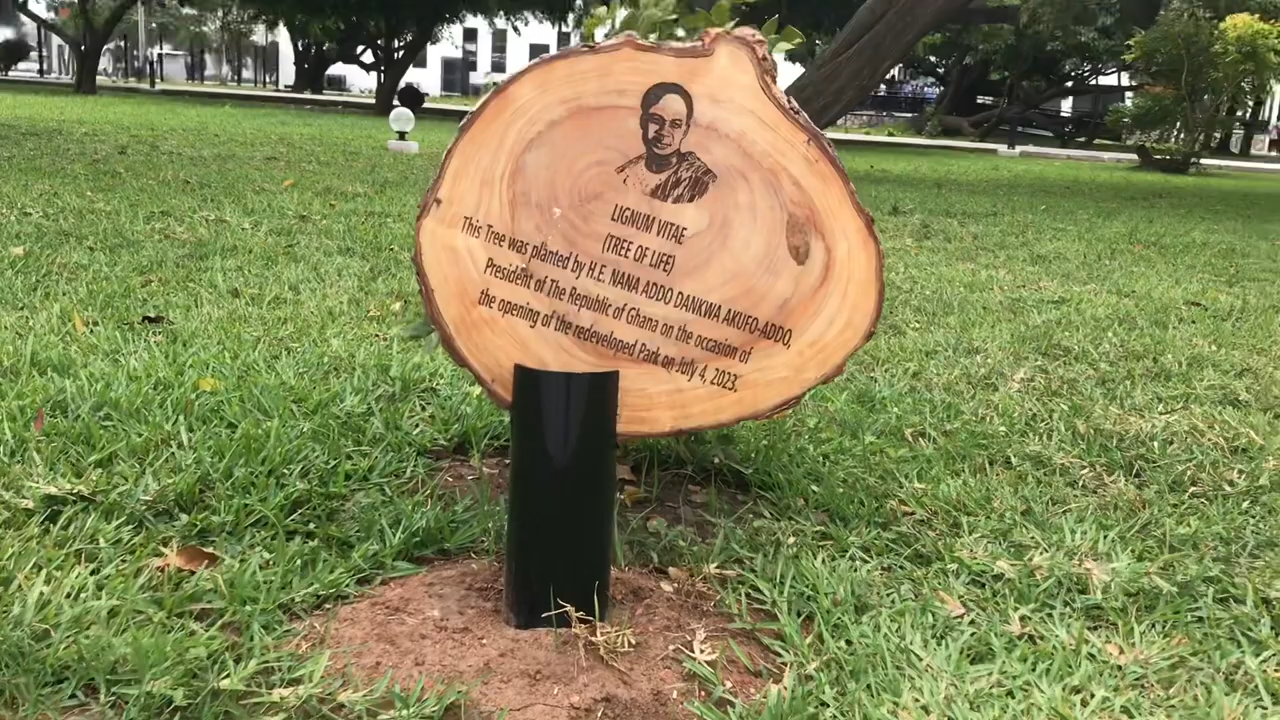 LIGNUM VITAE
(TREE OF LIFE)
This Tree was planted by H.E. NANA ADDO DANKWA AKUFO-ADDO,
President of The Republic of Ghana on the occasion of
the opening of the redeveloped Park on July 4, 2023.